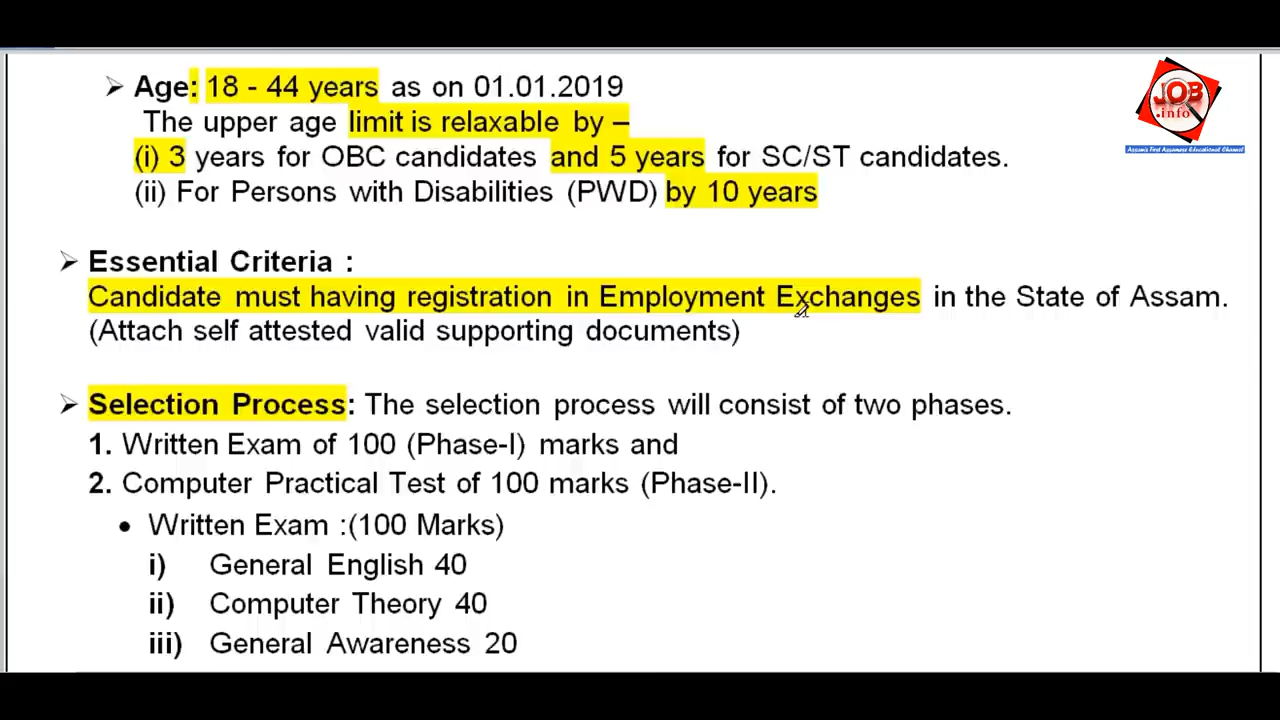 Age: 18 - 44 years as on 01.01.2019
The upper age limit is relaxable by –
(i) 3 years for OBC candidates and 5 years for SC/ST candidates.
(ii) For Persons with Disabilities (PWD) by 10 years
JOB
.info
Assam's First Assamese Educational Channel
Essential Criteria :
Candidate must having registration in Employment Exchanges in the State of Assam.
(Attach self attested valid supporting documents)
Selection Process: The selection process will consist of two phases.
1. Written Exam of 100 (Phase-I) marks and
2. Computer Practical Test of 100 marks (Phase-II).
• Written Exam :(100 Marks)
i) General English 40
ii) Computer Theory 40
iii) General Awareness 20